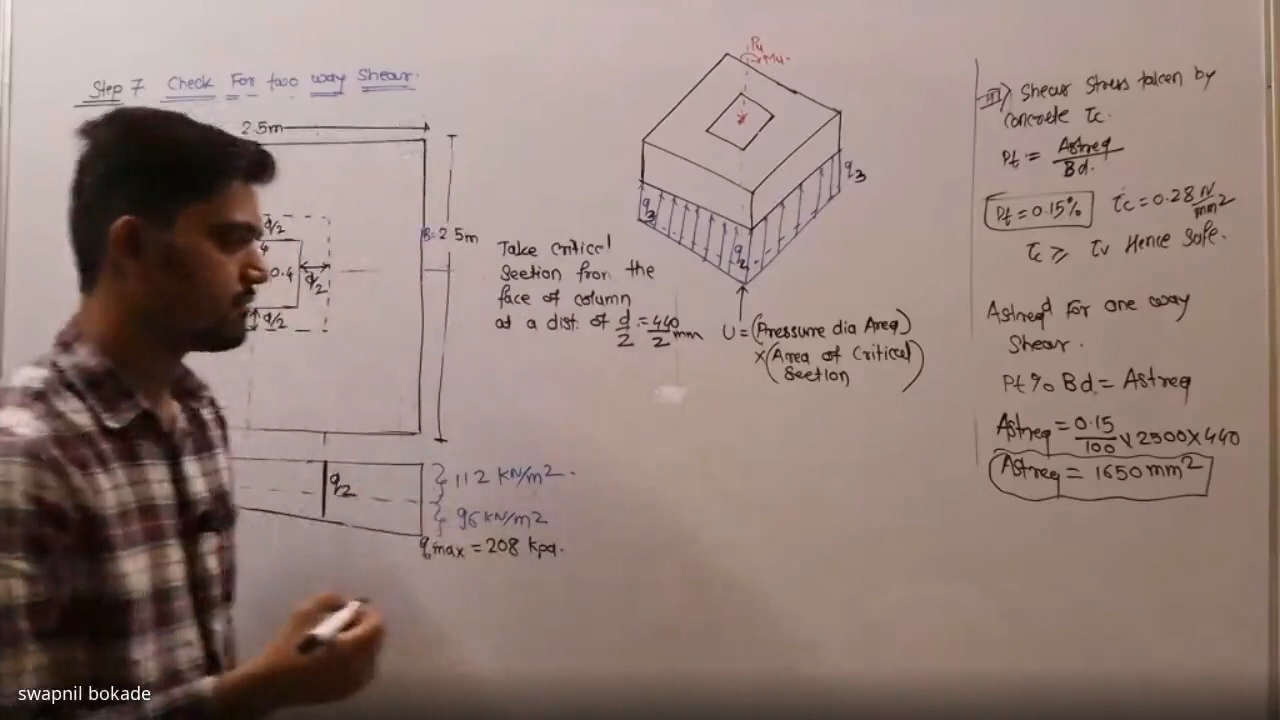 Step 7 Check For two way Shear.
2.5m
B=2.5m
d/2
0.4
d/2
d/2
q2
112 KN/m2
96 KN/m2
qmax = 208 kpa.
Take critical
Section from the
face of column
at a dist. of d/2 = 440/2 mm
Pu
Mu
q3
q3
U = (Pressure dia Area)
x (Area of Critical
Section)
III) Shear Stress taken by
concrete τc.
Pt = Astreq/Bd.
Pt = 0.15% τc = 0.28 N/mm2
τc ⩾ τv Hence Safe.
Astreqd For one way
Shear.
Pt% Bd = Astreq
Astreq = 0.15/100 x 2500 x 440
Astreq = 1650 mm2
swapnil bokade